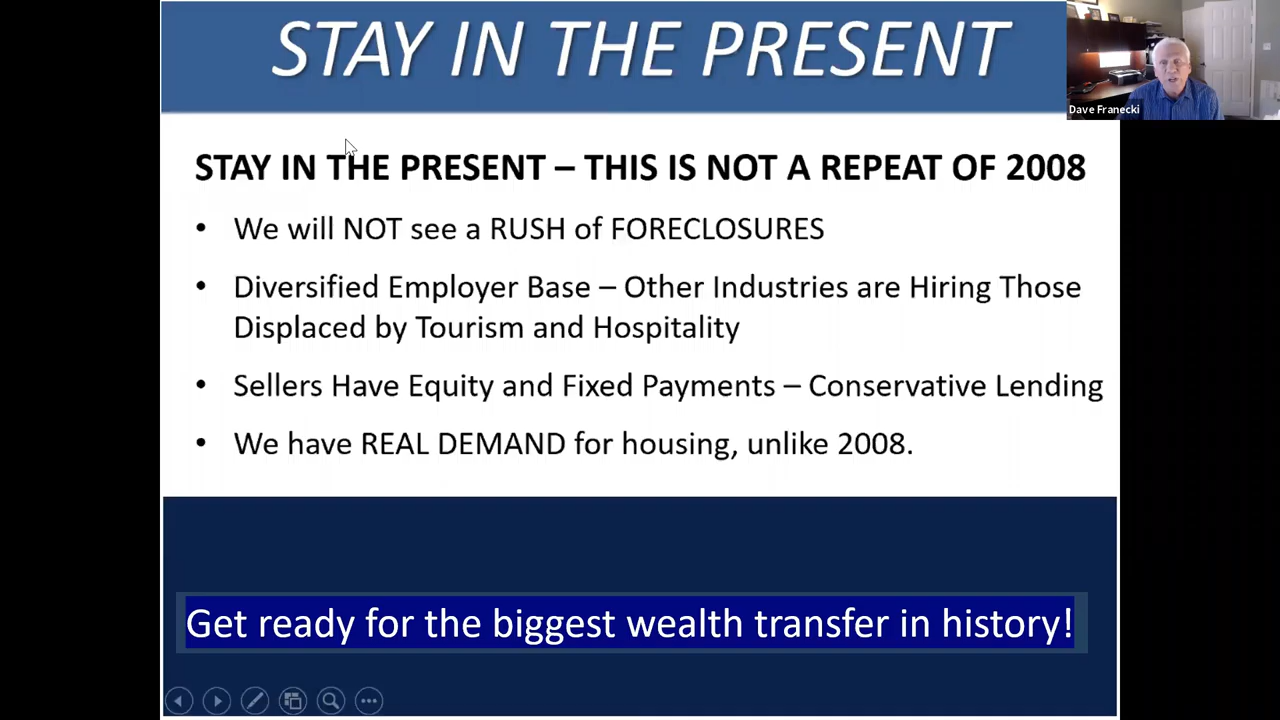 STAY IN THE PRESENT
Dave Franecki
STAY IN THE PRESENT – THIS IS NOT A REPEAT OF 2008
• We will NOT see a RUSH of FORECLOSURES
• Diversified Employer Base – Other Industries are Hiring Those
Displaced by Tourism and Hospitality
• Sellers Have Equity and Fixed Payments – Conservative Lending
• We have REAL DEMAND for housing, unlike 2008.
Get ready for the biggest wealth transfer in history!